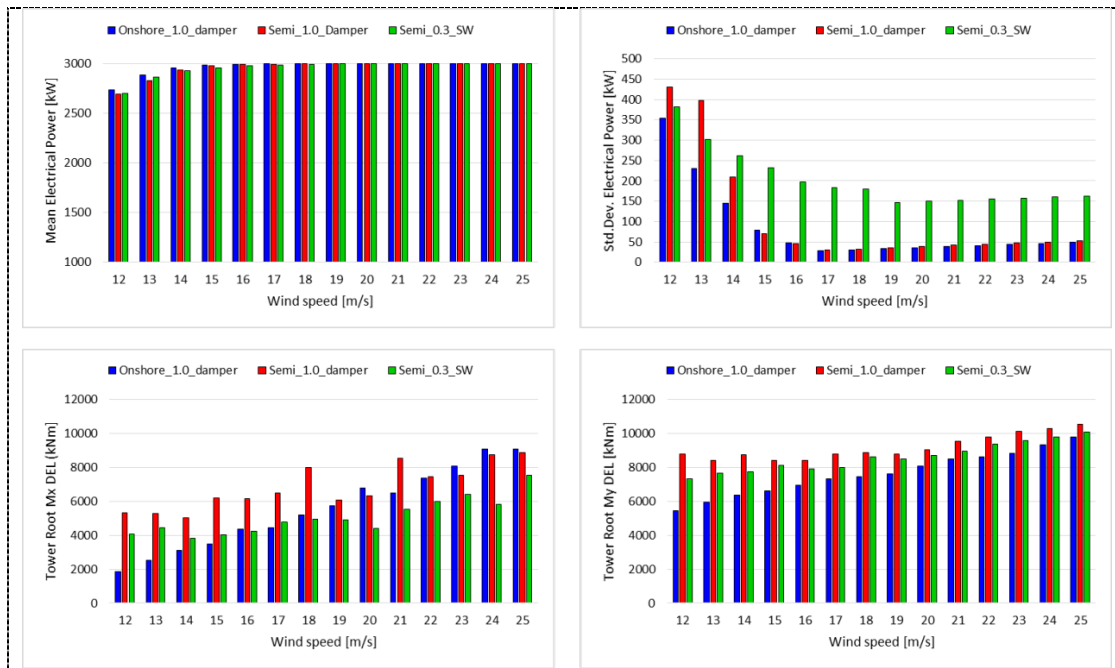 Onshore_1.0_damper Semi_1.0_Damper Semi_0.3_SW
Mean Electrical Power [kW]
3000
2500
2000
1500
1000
12 13 14 15 16 17 18 19 20 21 22 23 24 25
Wind speed [m/s]
Onshore_1.0_damper Semi_1.0_damper Semi_0.3_SW
Std.Dev. Electrical Power [kW]
500
450
400
350
300
250
200
150
100
50
0
12 13 14 15 16 17 18 19 20 21 22 23 24 25
Wind speed [m/s]
Onshore_1.0_damper Semi_1.0_damper Semi_0.3_SW
Tower Root Mx DEL (kNm)
12000
10000
8000
6000
4000
2000
0
12 13 14 15 16 17 18 19 20 21 22 23 24 25
Wind speed [m/s]
Onshore_1.0_damper Semi_1.0_damper Semi_0.3_SW
Tower Root My DEL [kNm]
12000
10000
8000
6000
4000
2000
0
12 13 14 15 16 17 18 19 20 21 22 23 24 25
Wind speed [m/s]